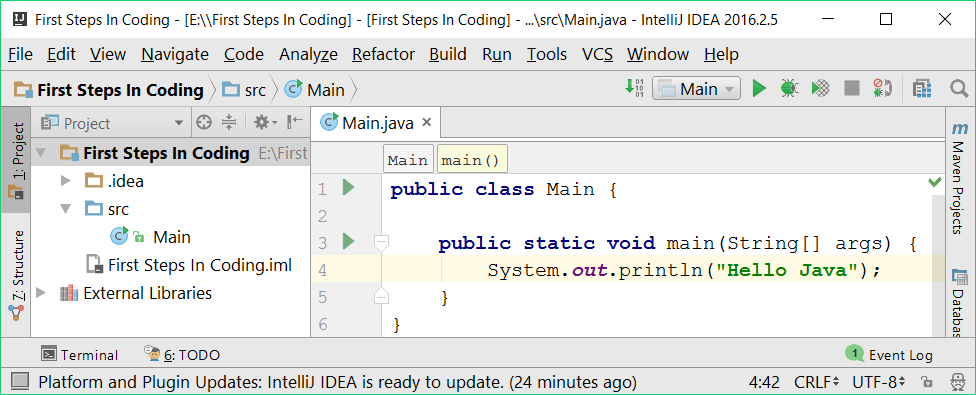 First Steps In Coding - [E:\\First Steps In Coding] - [First Steps In Coding] - ...\src\Main.java - IntelliJ IDEA 2016.2.5
File Edit View Navigate Code Analyze Refactor Build Run Tools VCS Window Help
First Steps In Coding src Main Main
Project Main.java
1: Project
Z: Structure
First Steps In Coding E:\First
.idea
src
Main
First Steps In Coding.iml
External Libraries
Main main()
1 public class Main {
2
3 public static void main(String[] args) {
4 System.out.println("Hello Java");
5 }
6 }
Maven Projects
Databas
Terminal 6: TODO 1 Event Log
Platform and Plugin Updates: IntelliJ IDEA is ready to update. (24 minutes ago) 4:42 CRLF UTF-8